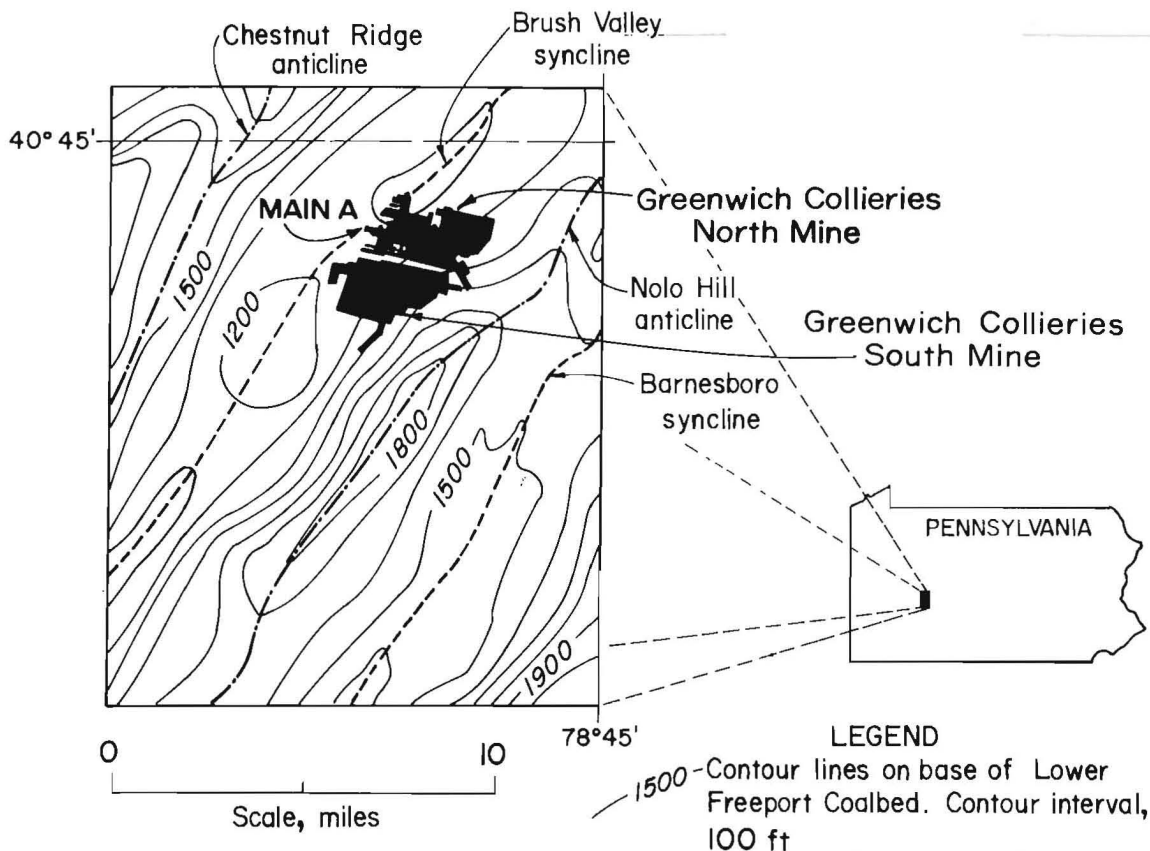 Chestnut Ridge
anticline
Brush Valley
syncline
40° 45'
MAIN A
Greenwich Collieries
North Mine
1500
1200
Nolo Hill
anticline
Greenwich Collieries
South Mine
Barnesboro
syncline
1800
1500
PENNSYLVANIA
1900
0
10
78°45'
Scale, miles
LEGEND
1500 Contour lines on base of Lower
Freeport Coalbed. Contour interval,
100 ft